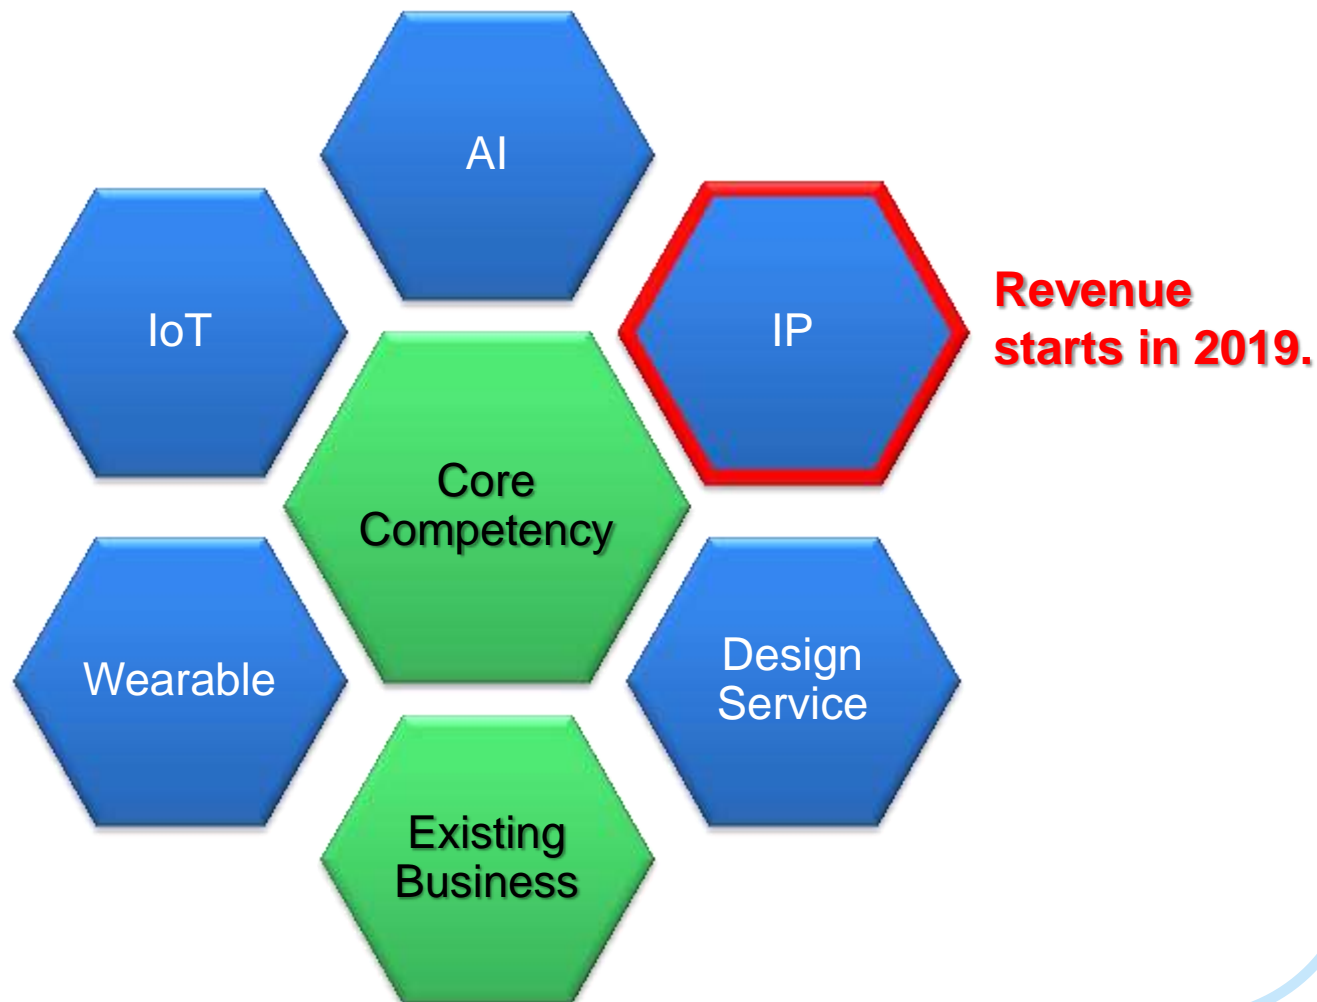 AI
IoT
IP
Revenue
starts in 2019.
Core
Competency
Wearable
Design
Service
Existing
Business